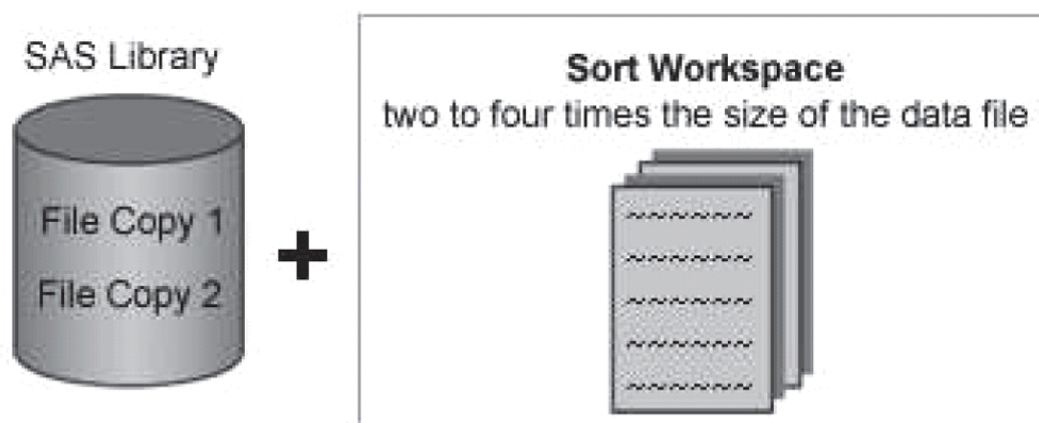 SAS Library
File Copy 1
File Copy 2
+
Sort Workspace
two to four times the size of the data file